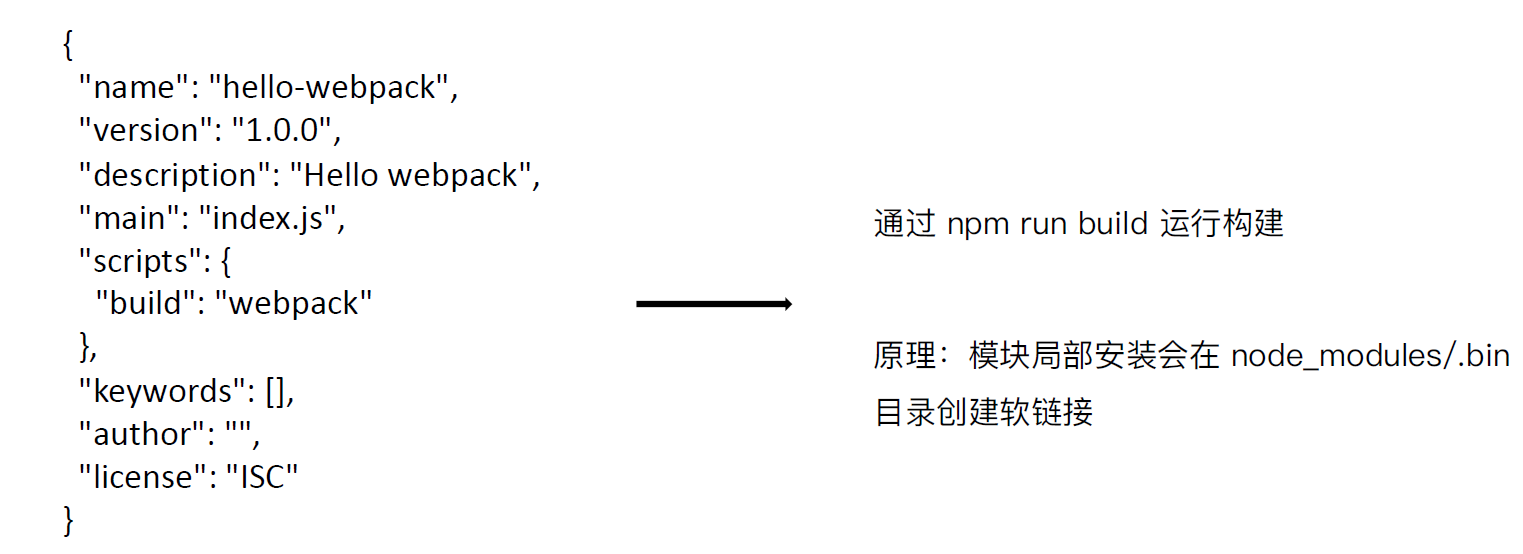 {
"name": "hello-webpack",
"version": "1.0.0",
"description": "Hello webpack",
"main": "index.js",
"scripts": {
"build": "webpack"
},
"keywords": [],
"author": "",
"license": "ISC"
}
通过 npm run build 运行构建
原理：模块局部安装会在 node_modules/.bin
目录创建软链接